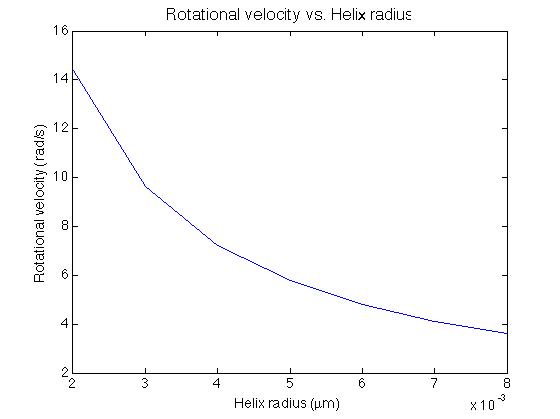 Rotational velocity vs. Helix radius
16
14
12
10
8
6
4
2
Rotational velocity (rad/s)
2 3 4 5 6 7 8
x 10-3
Helix radius (μm)